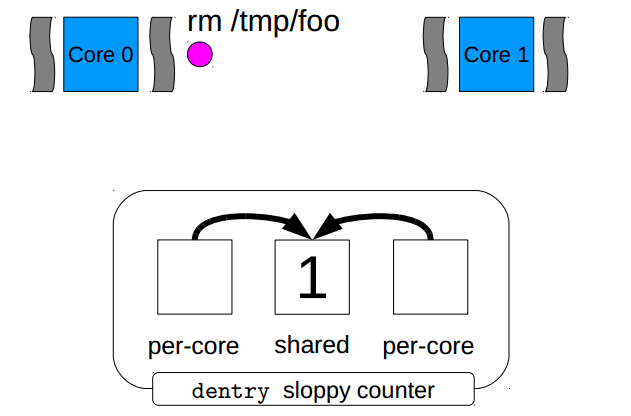 rm /tmp/foo
Core 0
Core 1
1
per-core shared per-core
dentry sloppy counter